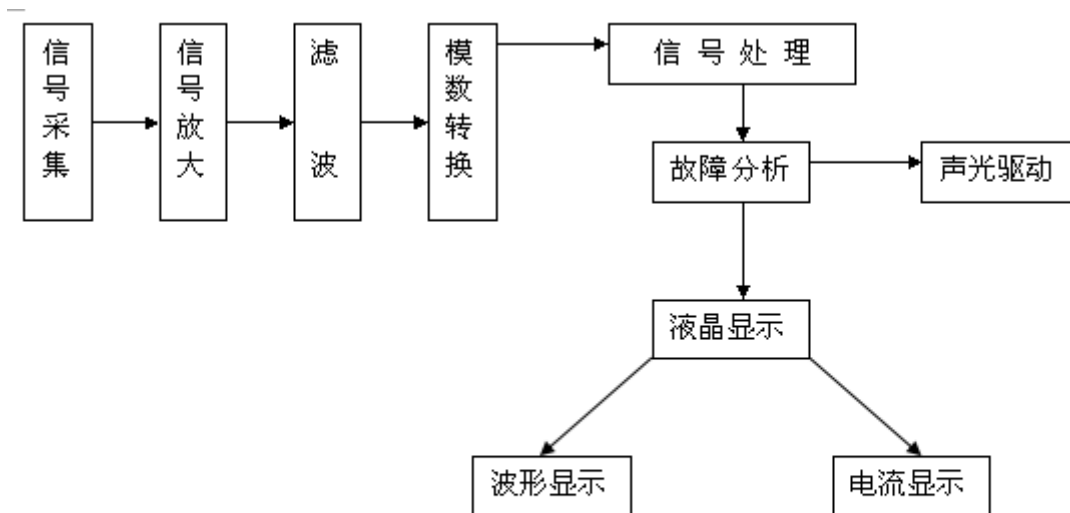 信号采集
信号放大
滤波
模数转换
信号处理
故障分析
声光驱动
液晶显示
波形显示
电流显示